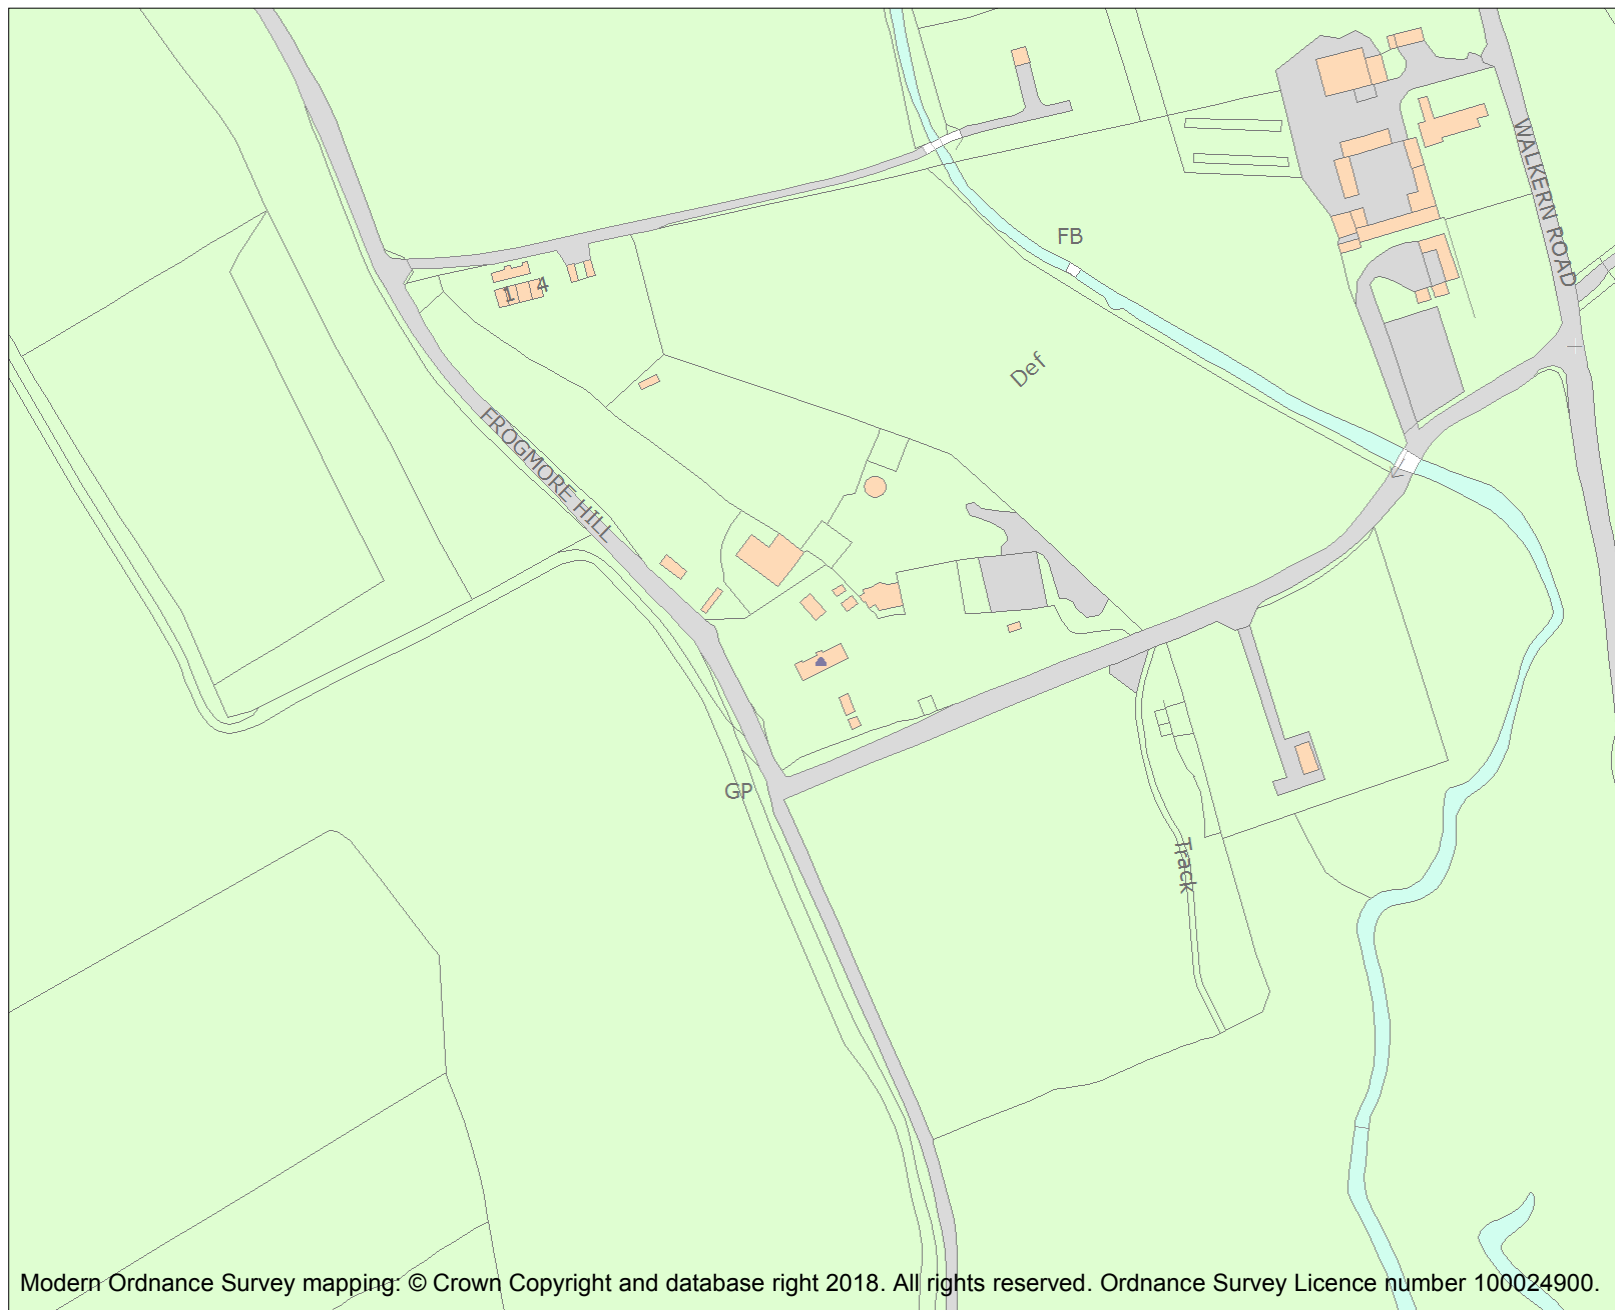 WALKERN ROAD
FB
1 4
Def
FROGMORE HILL
GP
Track
Modern Ordnance Survey mapping: © Crown Copyright and database right 2018. All rights reserved. Ordnance Survey Licence number 100024900.